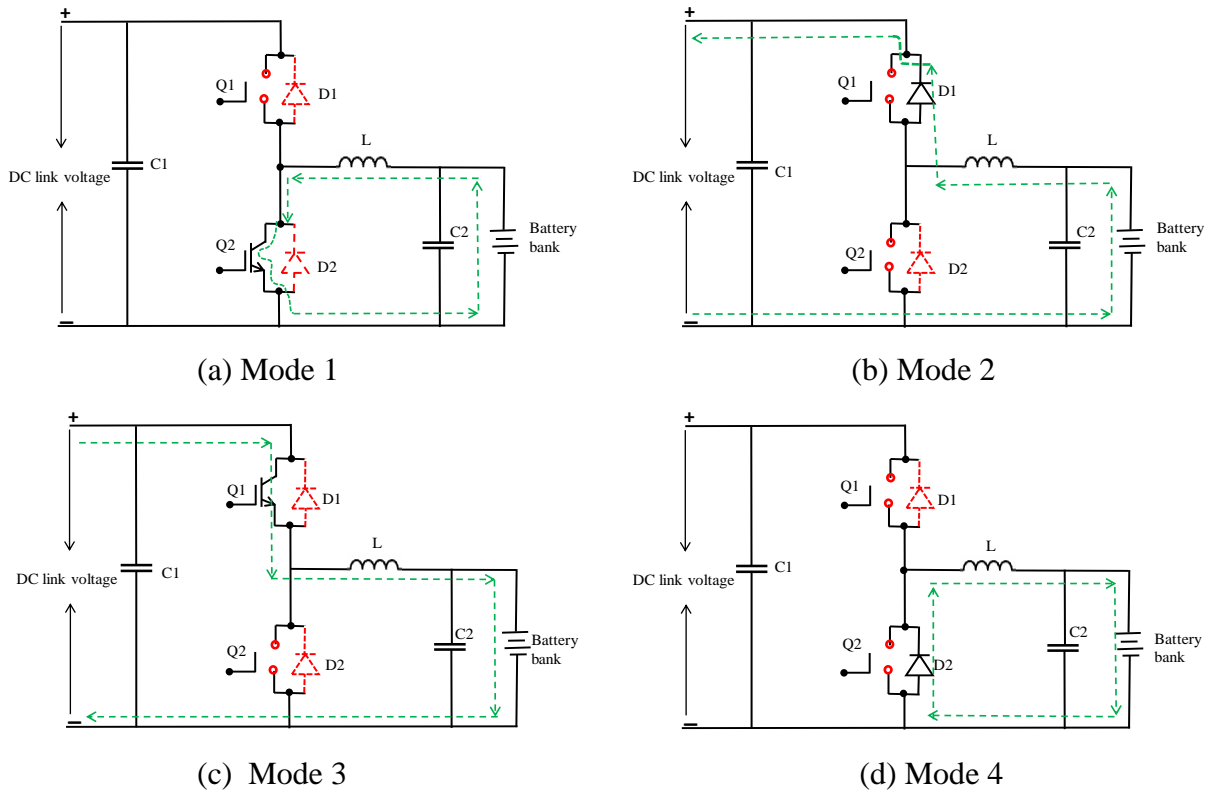 +
Q1
D1
L
DC link voltage
C1
C2
Battery
bank
Q2
D2
−
(a) Mode 1
+
Q1
D1
L
DC link voltage
C1
C2
Battery
bank
Q2
D2
−
(b) Mode 2
+
Q1
D1
L
DC link voltage
C1
C2
Battery
bank
Q2
D2
−
(c) Mode 3
+
Q1
D1
L
DC link voltage
C1
C2
Battery
bank
Q2
D2
−
(d) Mode 4